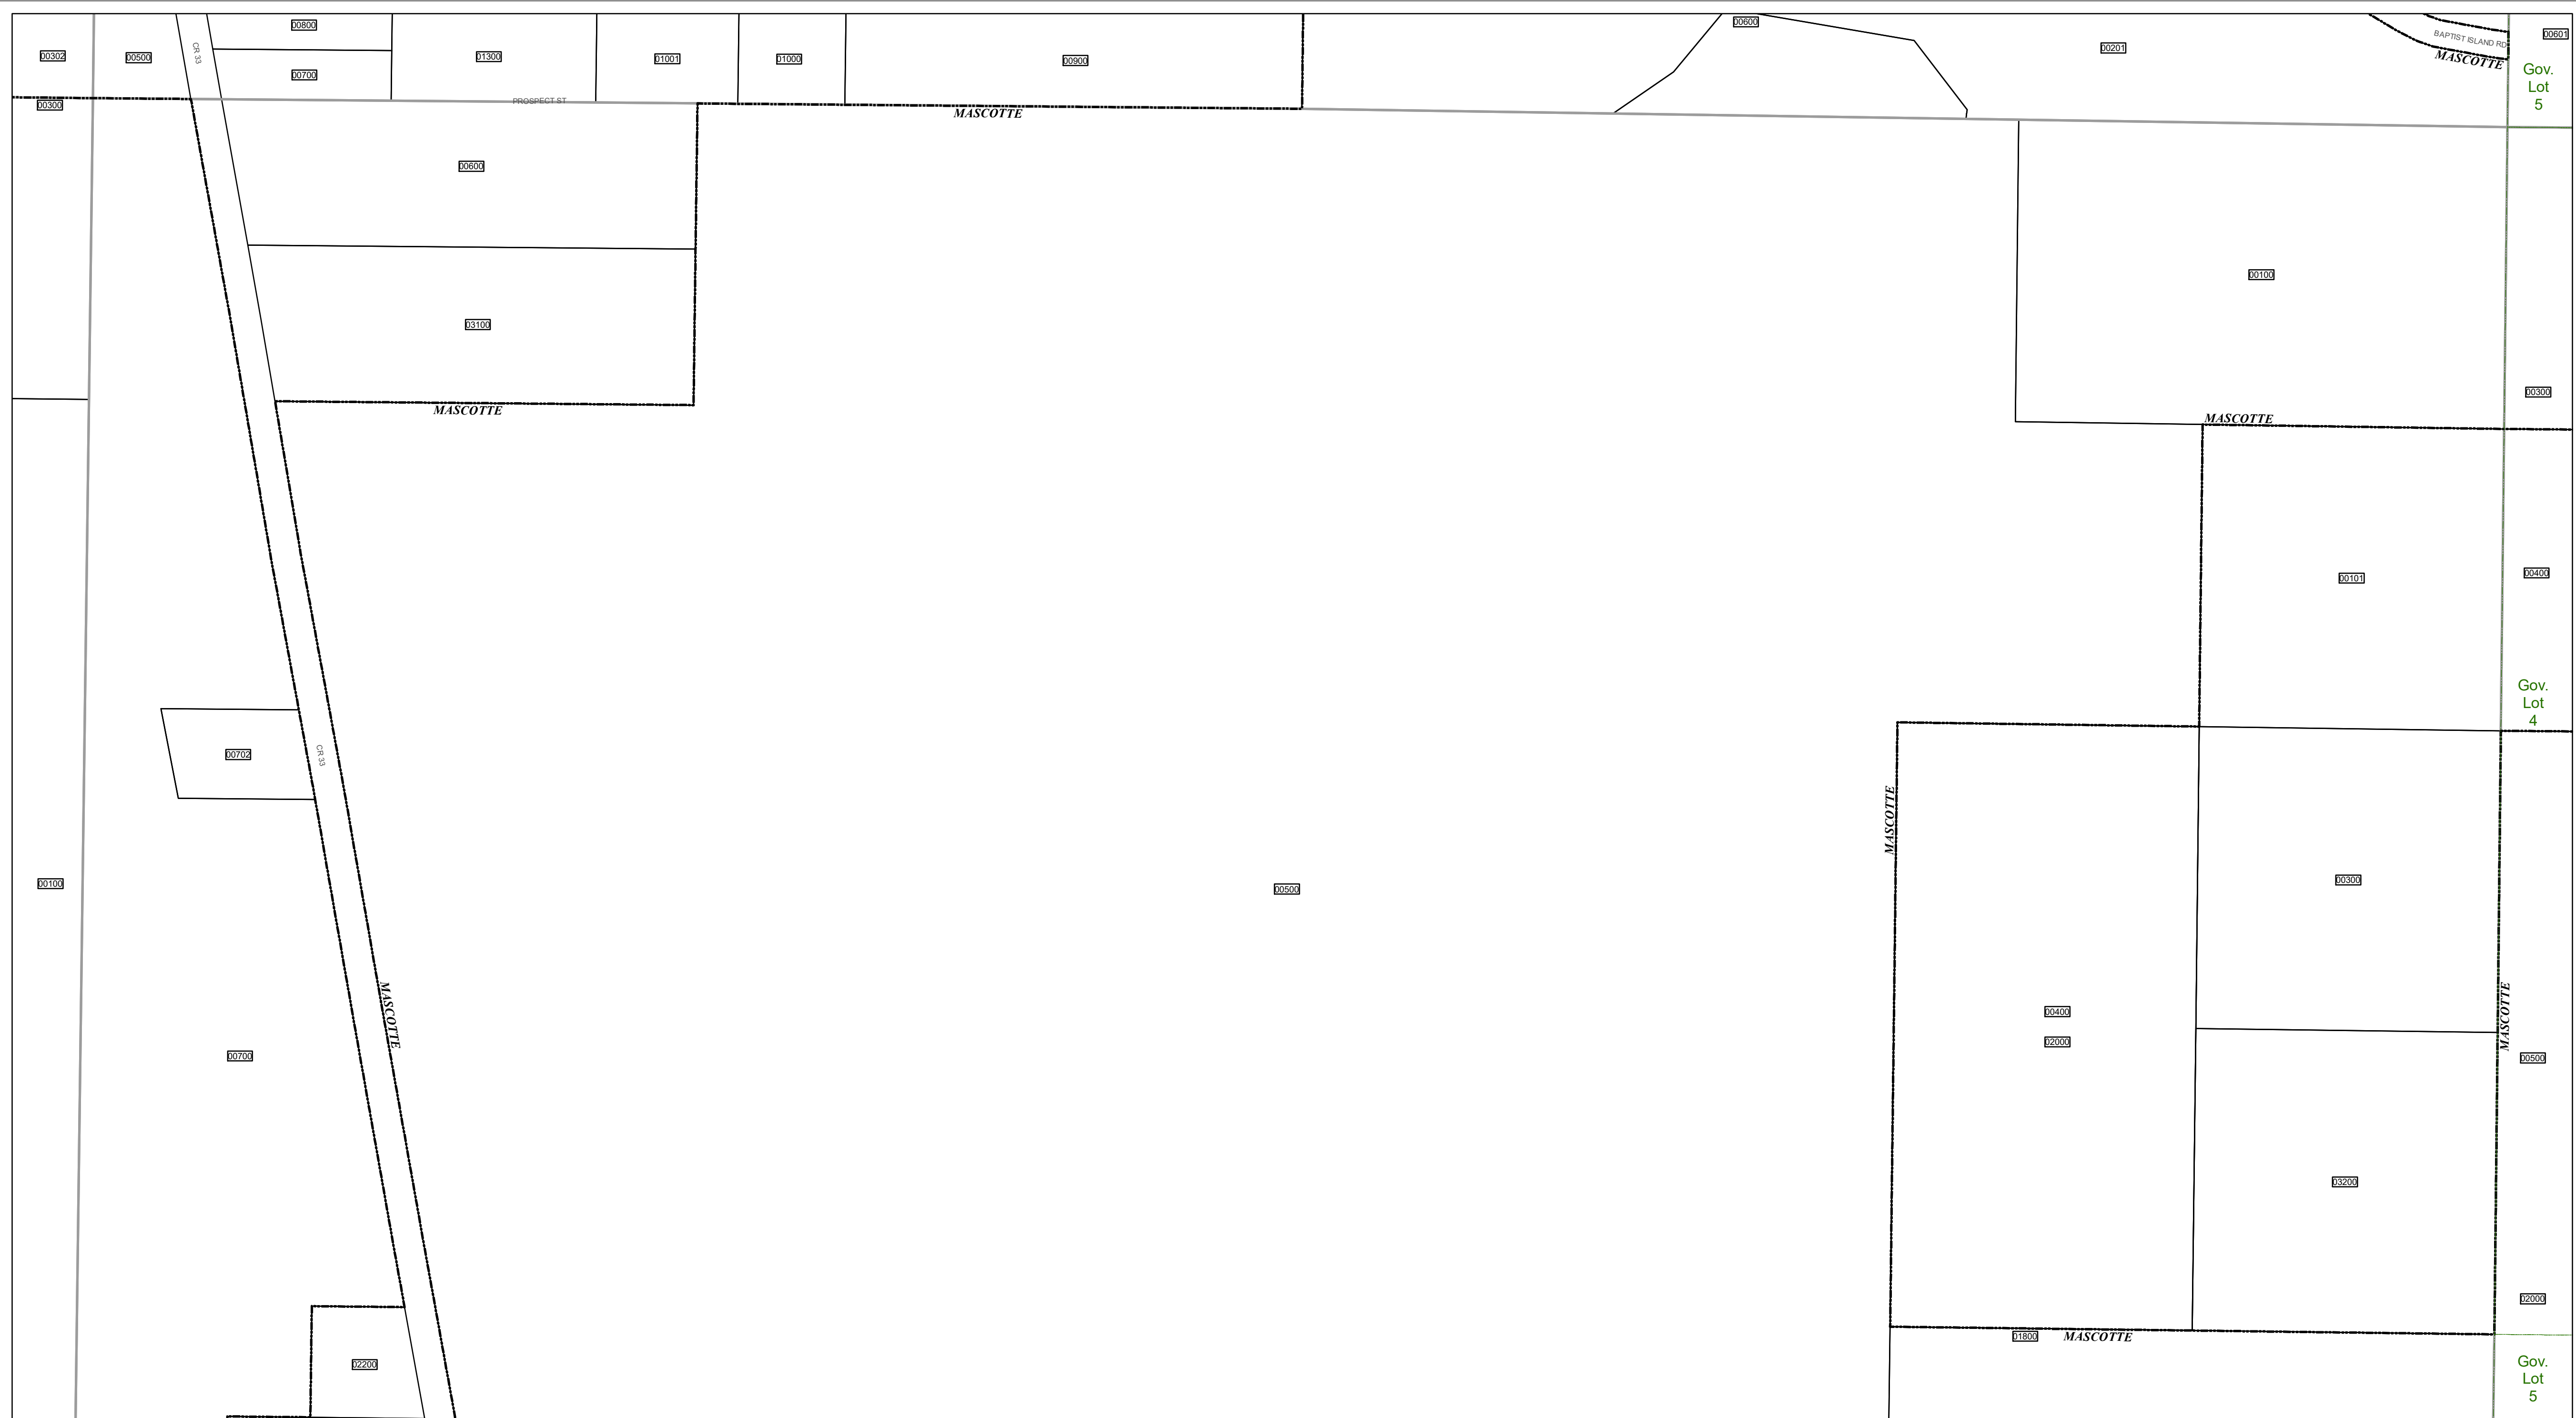 00800
00600
00601
00302
00500
CR 33
01300
01001
01000
00900
00201
BAPTIST ISLAND RD
MASCOTTE
00700
Gov.
Lot
5
00300
PROSPECT ST
MASCOTTE
00600
00100
03100
00300
MASCOTTE
MASCOTTE
00101
00400
Gov.
Lot
4
00702
CR 33
MASCOTTE
00100
00500
00300
MASCOTTE
00400
MASCOTTE
02000
00700
00500
03200
02000
01800
MASCOTTE
02200
Gov.
Lot
5